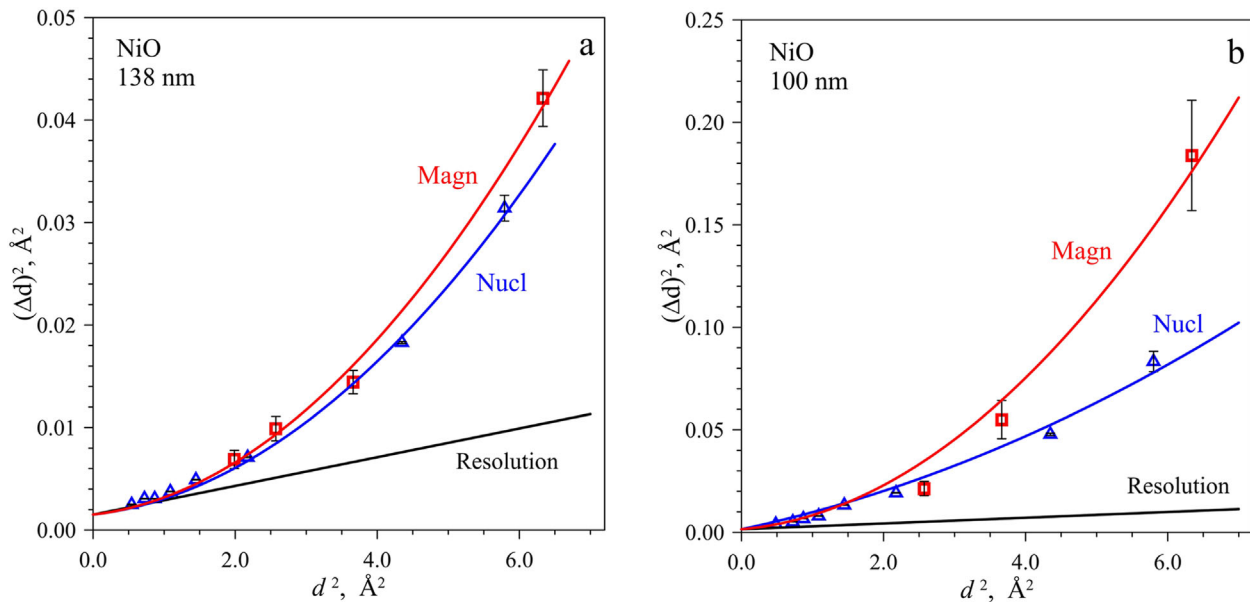 a
NiO
138 nm
Magn
Nucl
Resolution
(Δd)², Å²
0.05
0.04
0.03
0.02
0.01
0.00
0.0 2.0 4.0 6.0
d ², Å²
b
NiO
100 nm
Magn
Nucl
Resolution
(Δd)², Å²
0.25
0.20
0.15
0.10
0.05
0.00
0.0 2.0 4.0 6.0
d ², Å²